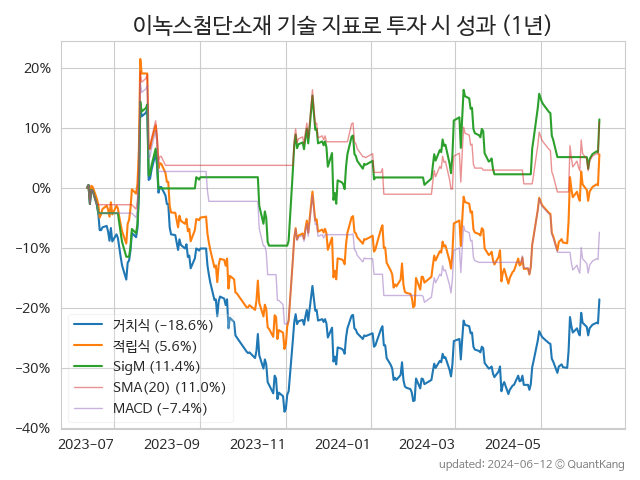 이녹스첨단소재 기술 지표로 투자 시 성과 (1년)
20%
10%
0%
−10%
−20%
−30%
−40%
거치식 (−18.6%)
적립식 (5.6%)
SigM (11.4%)
SMA(20) (11.0%)
MACD (−7.4%)
2023-07
2023-09
2023-11
2024-01
2024-03
2024-05
updated: 2024-06-12 © QuantKang